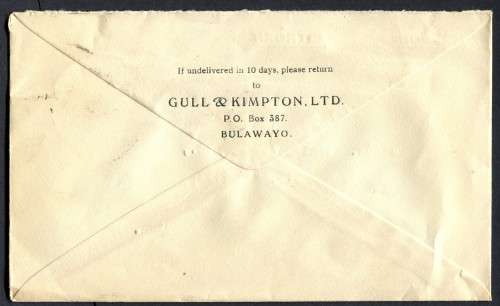 If undelivered in 10 days, please return
to
GULL & KIMPTON, LTD.
P.O. Box 387.
BULAWAYO.